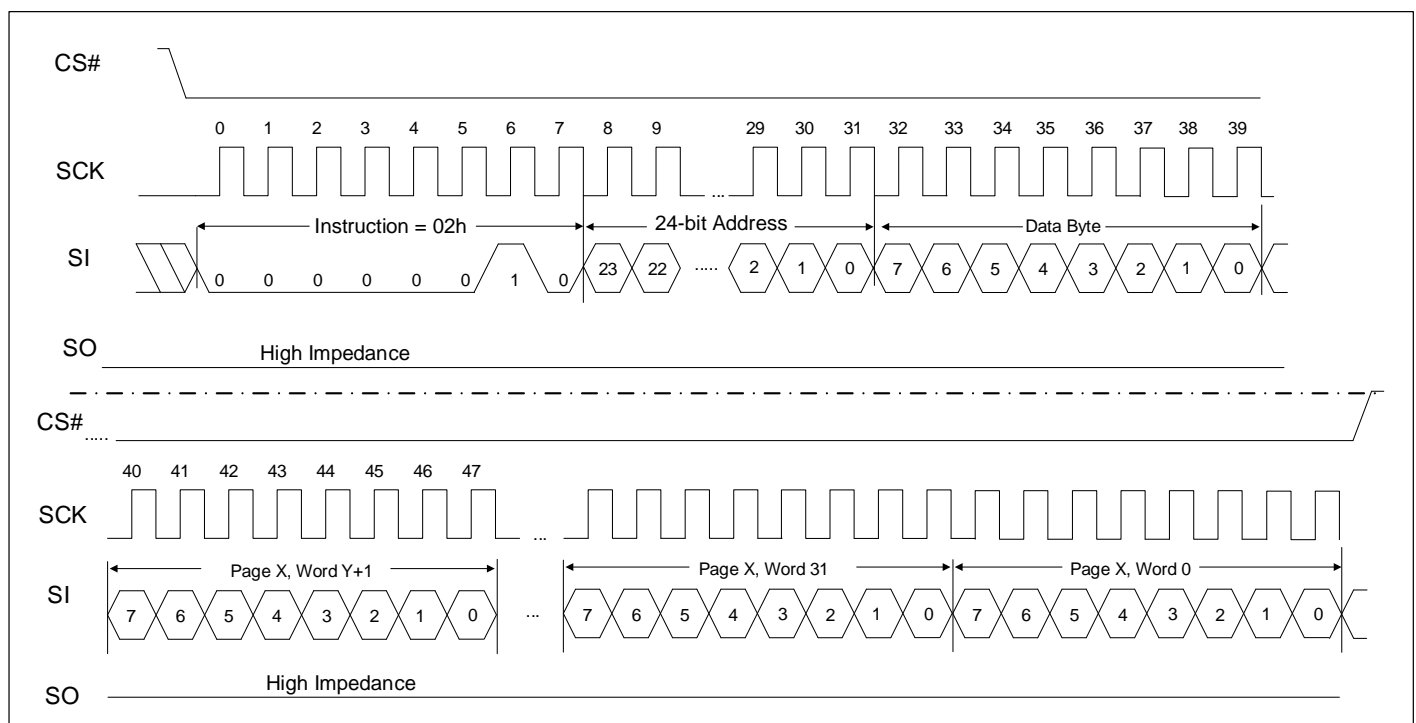 CS#
0 1 2 3 4 5 6 7 8 9 29 30 31 32 33 34 35 36 37 38 39
SCK ...
Instruction = 02h 24-bit Address Data Byte
SI 0 0 0 0 0 0 1 0 23 22 ..... 2 1 0 7 6 5 4 3 2 1 0
SO High Impedance
CS# .....
40 41 42 43 44 45 46 47
SCK ...
Page X, Word Y+1 Page X, Word 31 Page X, Word 0
SI 7 6 5 4 3 2 1 0 ... 7 6 5 4 3 2 1 0 7 6 5 4 3 2 1 0
SO High Impedance